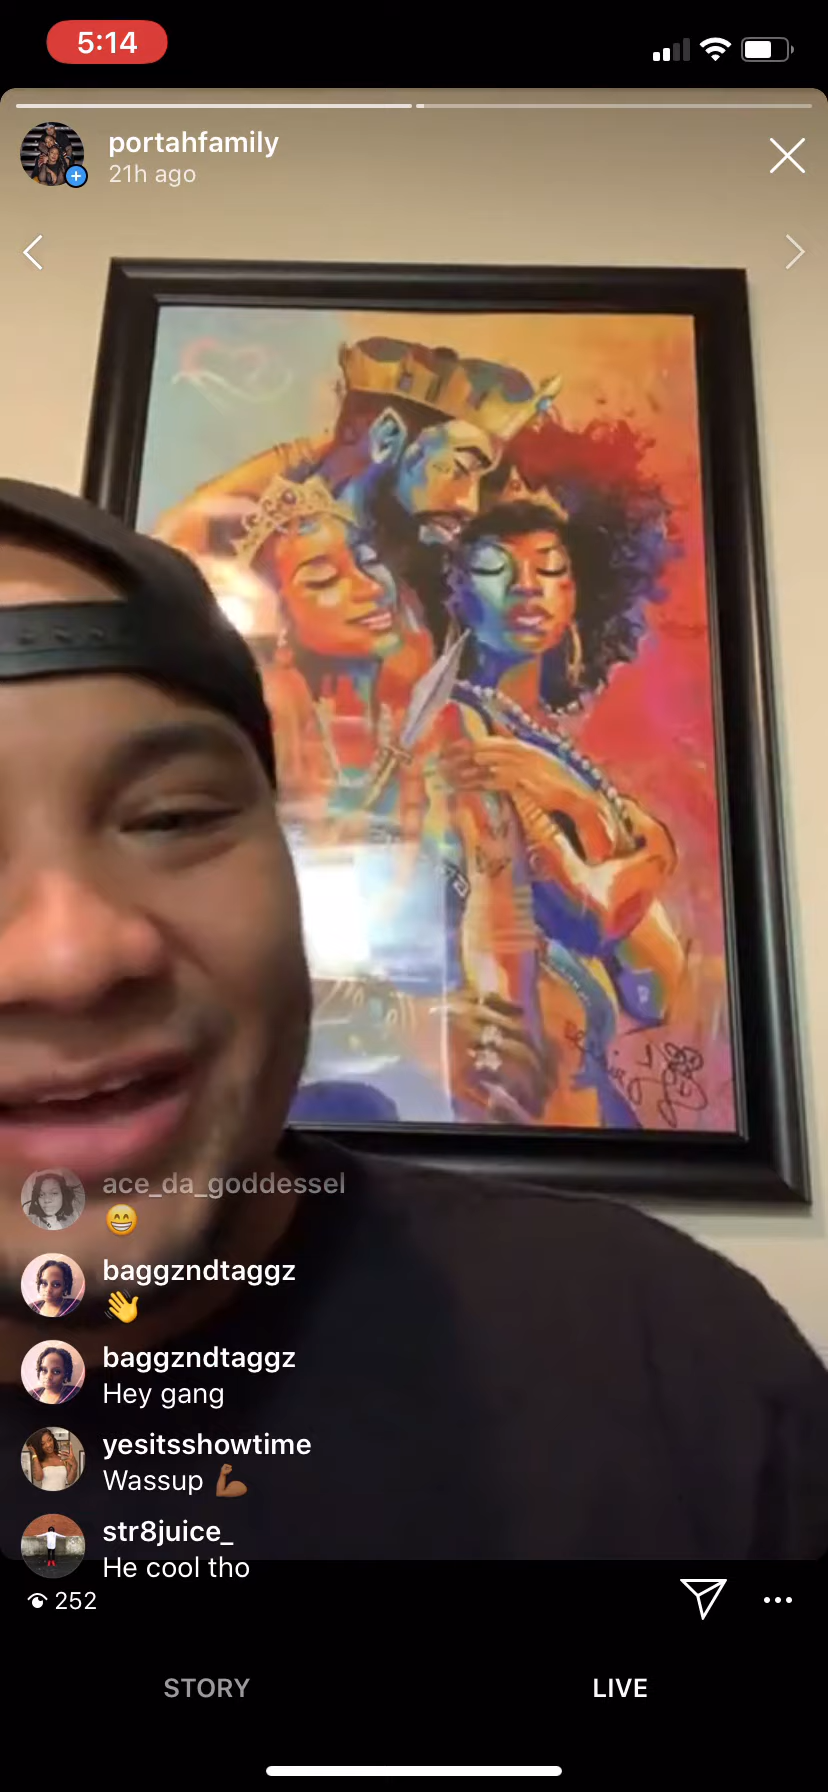 5:14
portahfamily
21h ago
ace_da_goddessel
😁
baggzndtaggz
👋
baggzndtaggz
Hey gang
yesitsshowtime
Wassup 💪🏾
str8juice_
He cool tho
252
STORY
LIVE